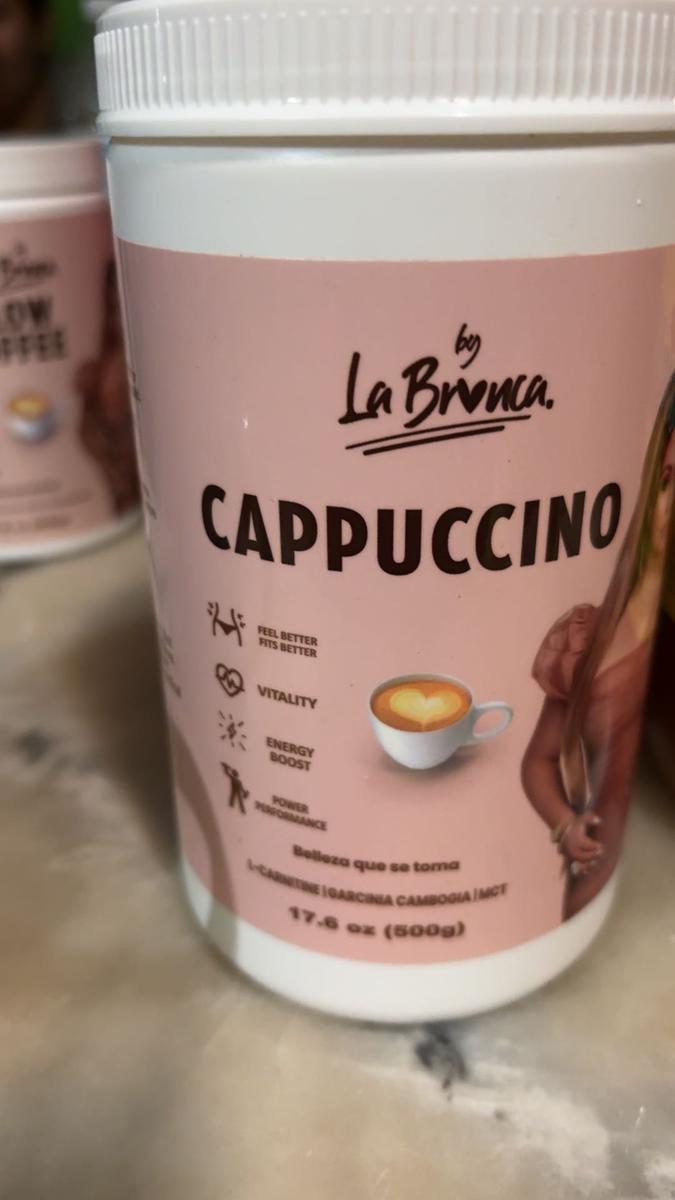 by
La Bronca.
CAPPUCCINO
FEEL BETTER
FITS BETTER
VITALITY
ENERGY
BOOST
POWER
PERFORMANCE
Belleza que se toma
L-CARNITINE | GARCINIA CAMBOGIA | MCT
17.6 oz (500g)